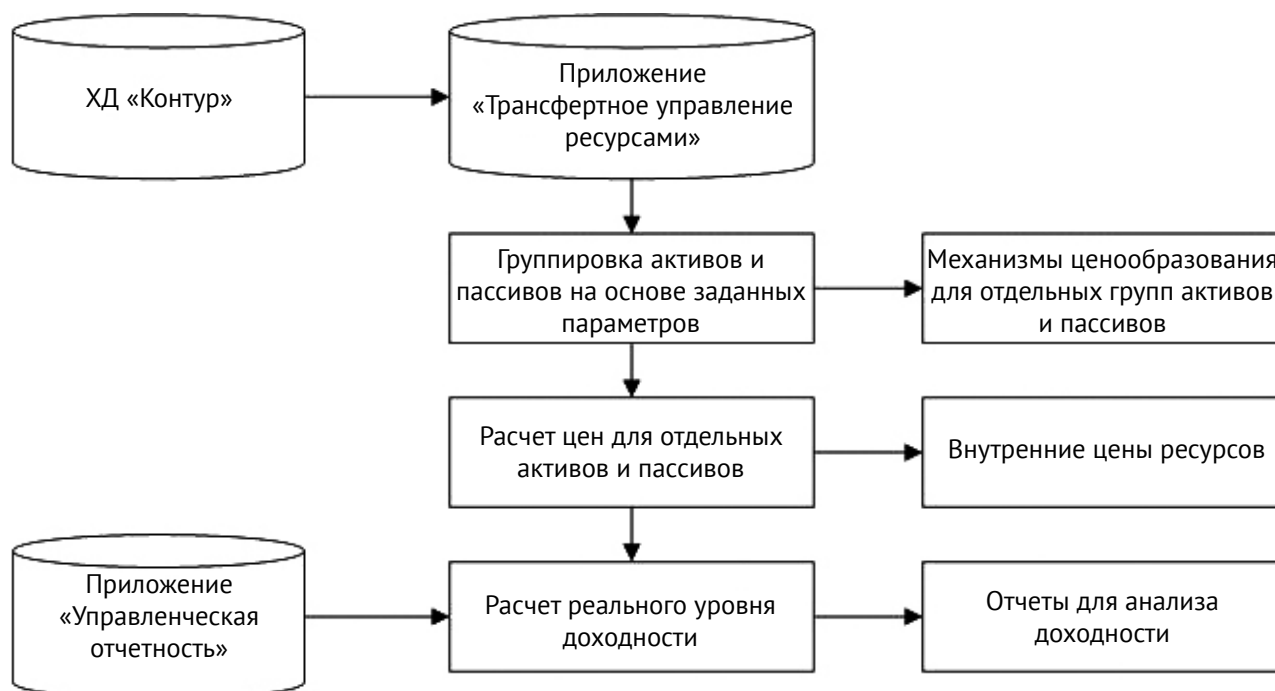 ХД «Контур»
Приложение
«Трансфертное управление
ресурсами»
Группировка активов и
пассивов на основе заданных
параметров
Механизмы ценообразования
для отдельных групп активов
и пассивов
Расчет цен для отдельных
активов и пассивов
Внутренние цены ресурсов
Приложение
«Управленческая
отчетность»
Расчет реального уровня
доходности
Отчеты для анализа
доходности